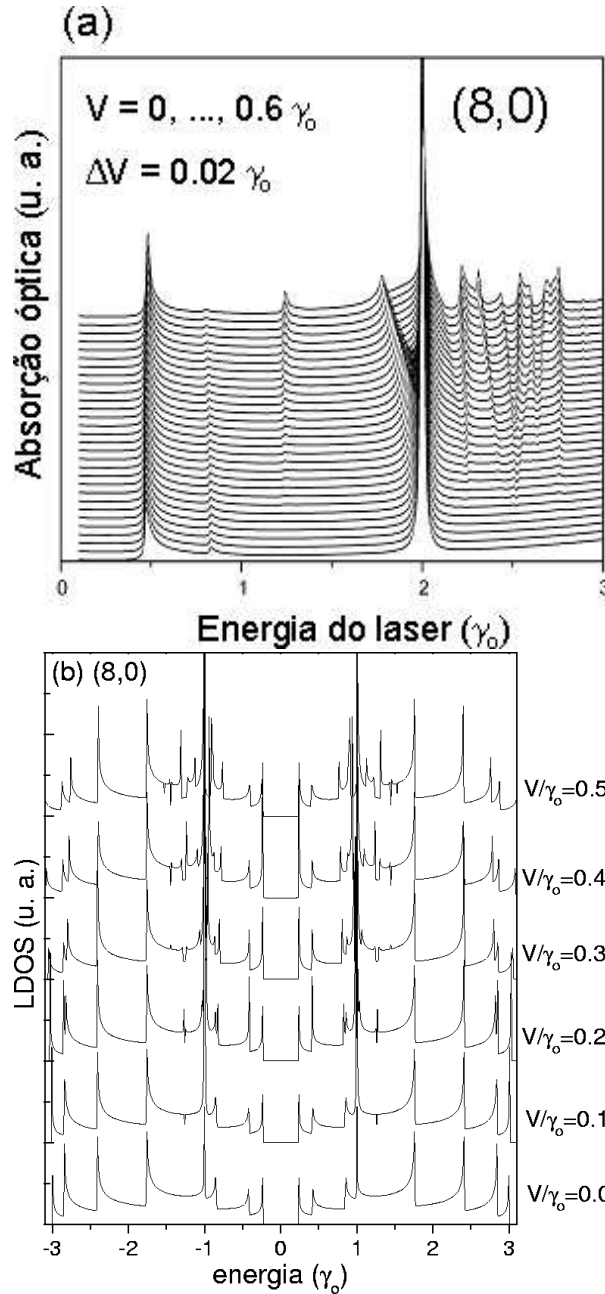 (a)
V = 0, ..., 0.6 γₒ
(8,0)
ΔV = 0.02 γₒ
Absorção óptica (u. a.)
0 1 2 3
Energia do laser (γₒ)
(b) (8,0)
V/γₒ=0.5
V/γₒ=0.4
V/γₒ=0.3
V/γₒ=0.2
V/γₒ=0.1
V/γₒ=0.0
LDOS (u. a.)
-3 -2 -1 0 1 2 3
energia (γₒ)